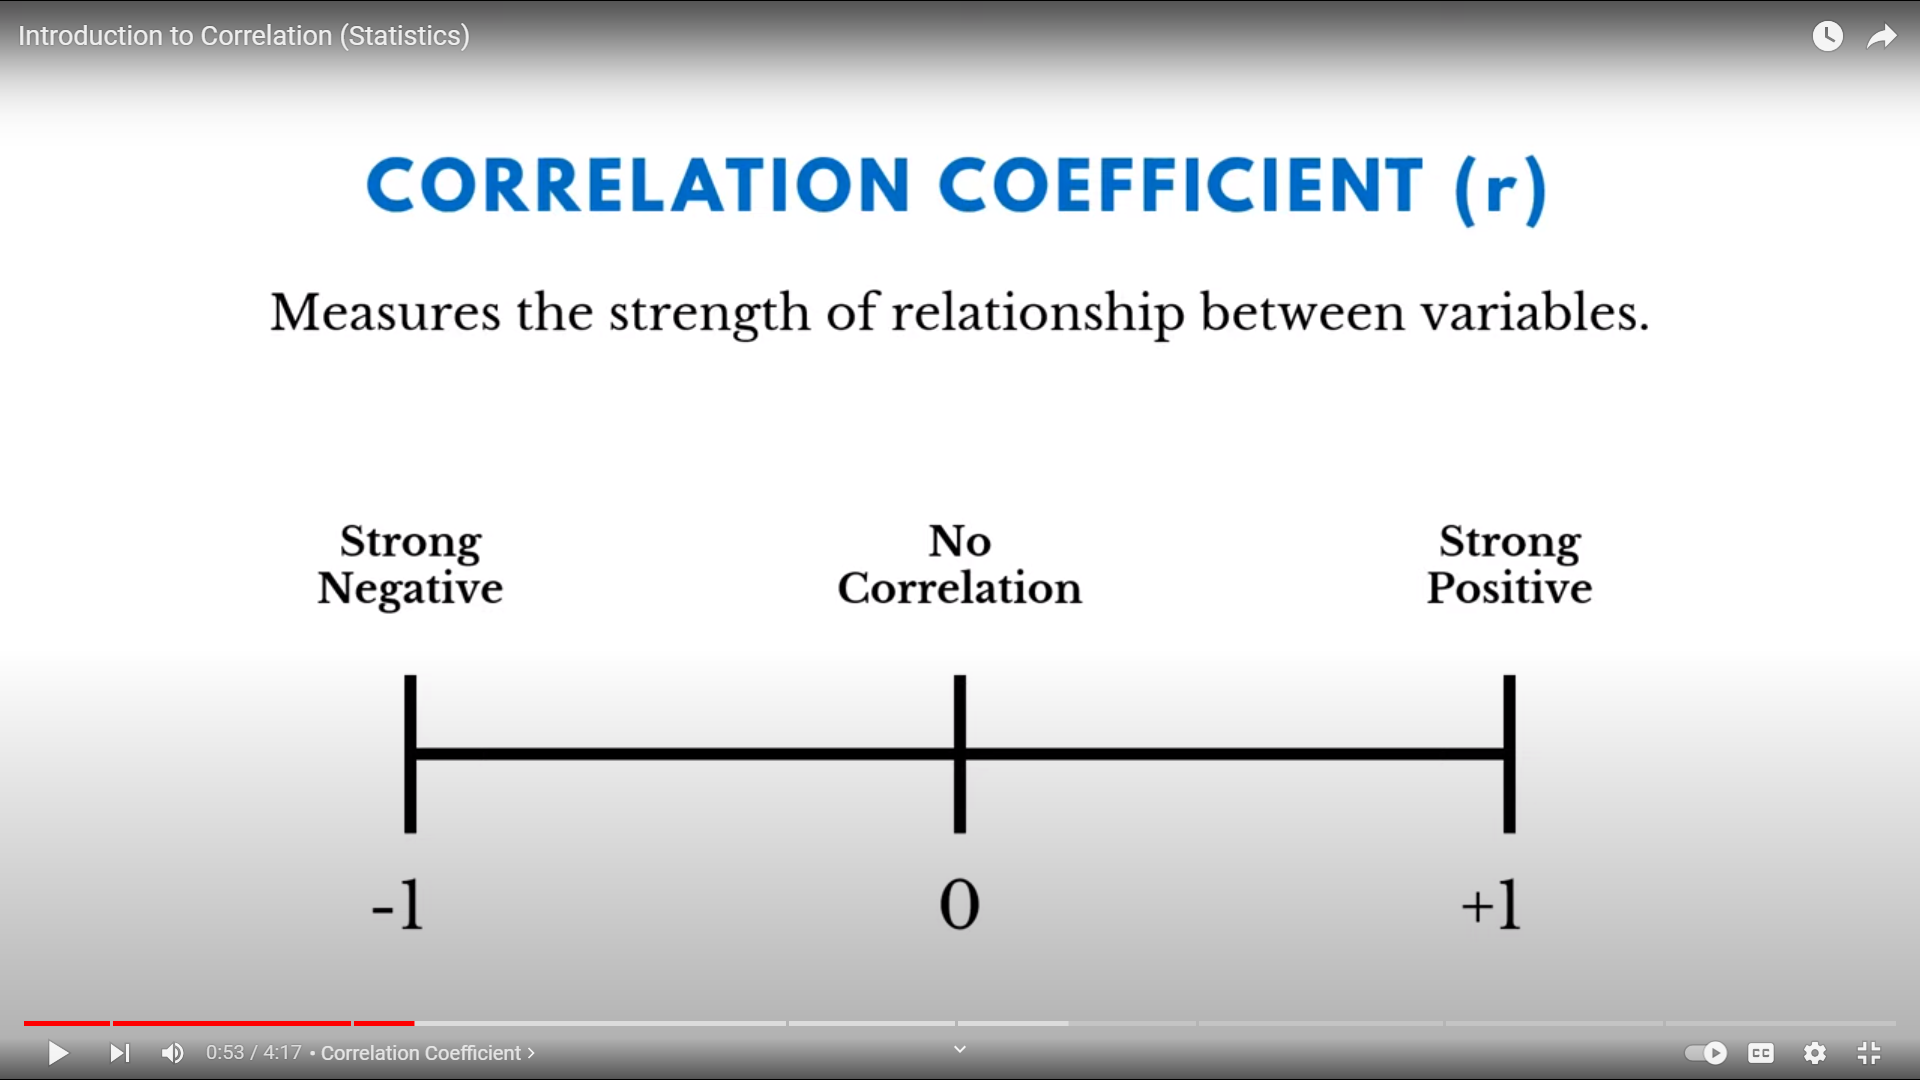 Introduction to Correlation (Statistics)
CORRELATION COEFFICIENT (r)
Measures the strength of relationship between variables.
Strong
Negative
No
Correlation
Strong
Positive
-1
0
+1
0:53 / 4:17 • Correlation Coefficient
CC